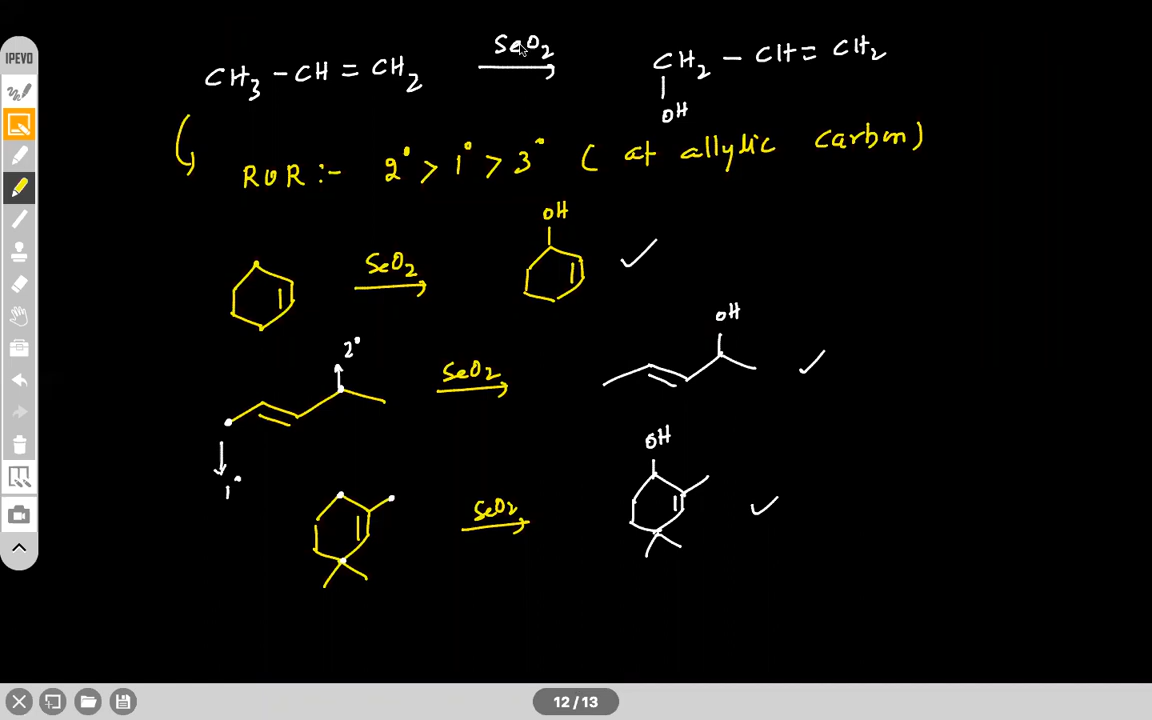 IPEVO
CH3 - CH = CH2 SeO2 CH2 - CH = CH2
OH
ROR :- 2° > 1° > 3° ( at allylic carbon )
OH
SeO2
OH
2°
SeO2
1°
OH
SeO2
12 / 13